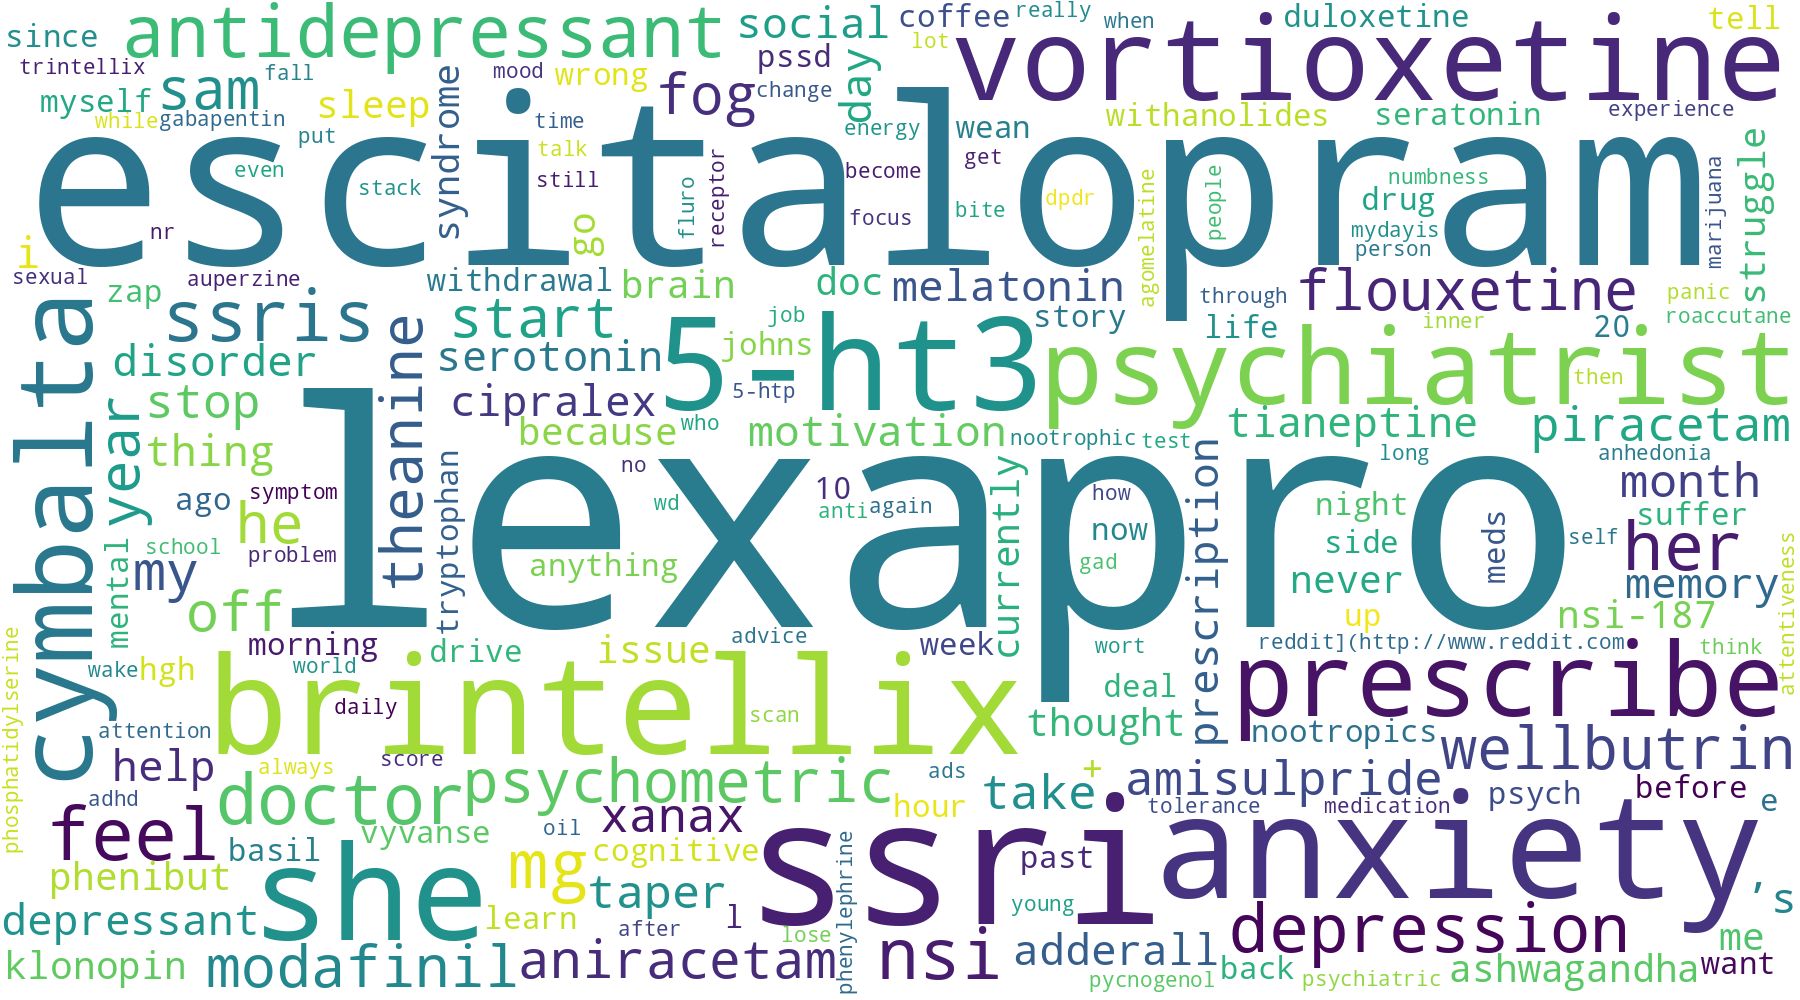 since
antidepressant
social
coffee
really
when
duloxetine
tell
trintellix
sam
fall
mood
wrong
fog
pssd
lot
vortioxetine
myself
while
gabapentin
sleep
put
syndrome
time
change
day
energy
wean
withanolides
seratonin
experience
escitalopram
even
stack
talk
still
receptor
become
get
dpdr
people
numbness
drug
marijuana
struggle
i
nr
go
fluro
focus
bite
agomelatine
mydayis
person
sexual
zap
auperzine
ssris
withdrawal
brain
doc
melatonin
through
flouxetine
panic
roaccutane
cymbalta
disorder
theanine
start
serotonin
5-ht3
johns
job
story
life
inner
20
psychiatrist
then
stop
year
cipralex
5-htp
thing
because
who
motivation
nootrophic
test
tianeptine
piracetam
mental
ago
symptom
he
tryptophan
no
wd
10
anti
again
currently
how
prescription
long
night
anhedonia
month
school
problem
my
lexapro
anything
now
gad
side
meds
self
suffer
her
off
never
memory
attentiveness
phosphatidylserine
morning
drive
issue
advice
week
wort
up
nsi-187
reddit](http://www.reddit.com
think
wake
hgh
world
brintellix
daily
scan
deal
thought
prescribe
attention
nootropics
help
always
score
psychometric
ads
take
+
amisulpride
wellbutrin
adhd
doctor
xanax
hour
tolerance
medication
psych
before
e
feel
basil
vyvanse
oil
cognitive
phenylephrine
ssri
past
anxiety
phenibut
she
mg
taper
young
's
depressant
learn
after
l
lose
nsi
adderall
depression
me
klonopin
modafinil
aniracetam
pycnogenol
back
psychiatric
ashwagandha
want